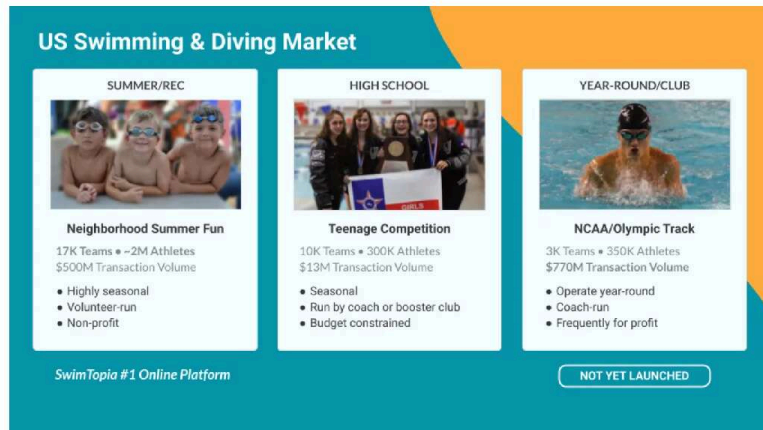 US Swimming & Diving Market
SUMMER/REC
Neighborhood Summer Fun
17K Teams • ~2M Athletes
$500M Transaction Volume
• Highly seasonal
• Volunteer-run
• Non-profit
HIGH SCHOOL
GIRLS
Teenage Competition
10K Teams • 300K Athletes
$13M Transaction Volume
• Seasonal
• Run by coach or booster club
• Budget constrained
YEAR-ROUND/CLUB
NCAA/Olympic Track
3K Teams • 350K Athletes
$770M Transaction Volume
• Operate year-round
• Coach-run
• Frequently for profit
SwimTopia #1 Online Platform
NOT YET LAUNCHED